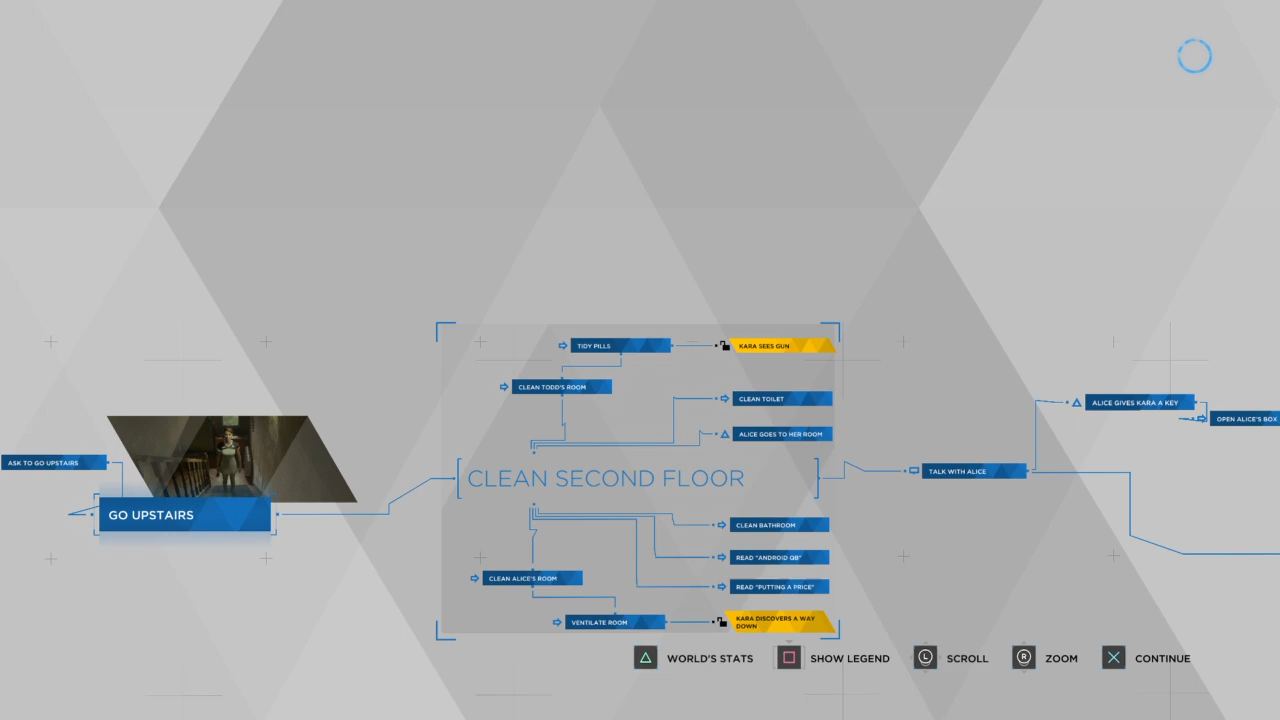 TIDY PILLS
KARA SEES GUN
CLEAN TODD'S ROOM
CLEAN TOILET
ALICE GIVES KARA A KEY
OPEN ALICE'S BOX
ALICE GOES TO HER ROOM
ASK TO GO UPSTAIRS
TALK WITH ALICE
CLEAN SECOND FLOOR
GO UPSTAIRS
CLEAN BATHROOM
READ "ANDROID QB"
CLEAN ALICE'S ROOM
READ "PUTTING A PRICE"
VENTILATE ROOM
KARA DISCOVERS A WAY
DOWN
WORLD'S STATS
SHOW LEGEND
L
SCROLL
R
ZOOM
CONTINUE